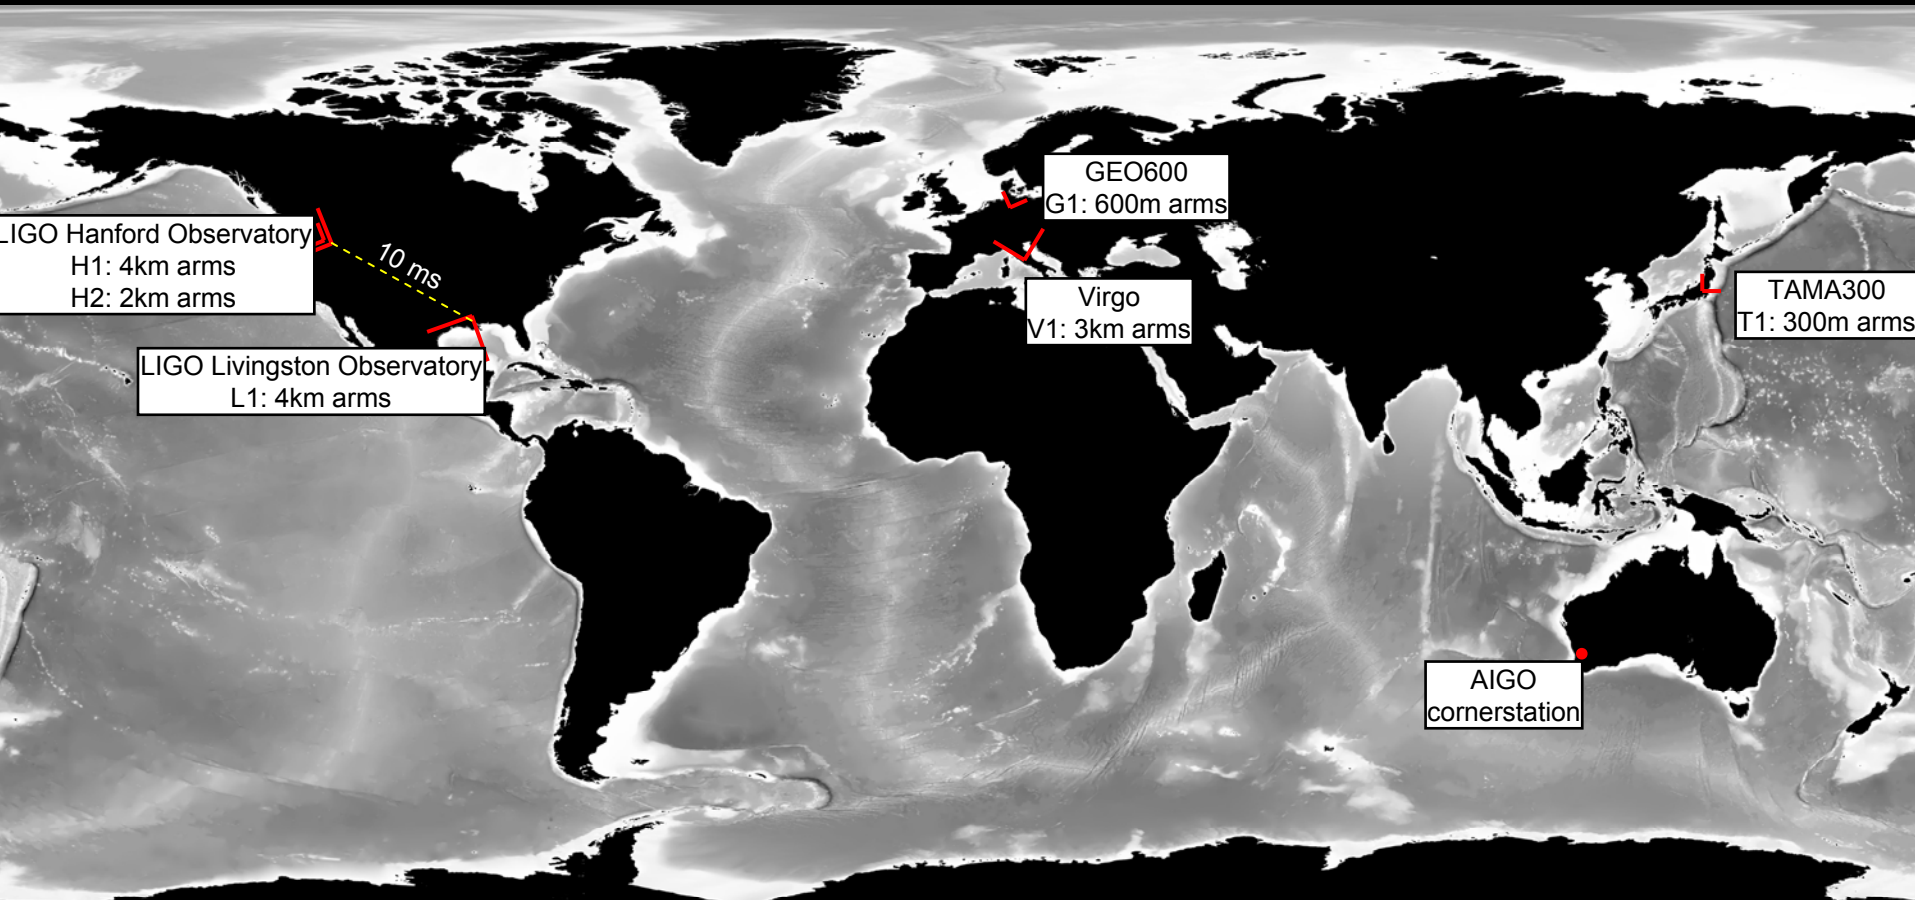 GEO600
G1: 600m arms
LIGO Hanford Observatory
H1: 4km arms
H2: 2km arms
10 ms
Virgo
V1: 3km arms
TAMA300
T1: 300m arms
LIGO Livingston Observatory
L1: 4km arms
AIGO
cornerstation